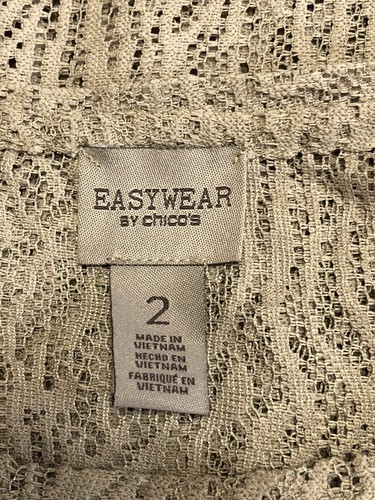 EASYWEAR
BY chico's
2
MADE IN
VIETNAM
HECHO EN
VIETNAM
FABRIQUÉ EN
VIETNAM